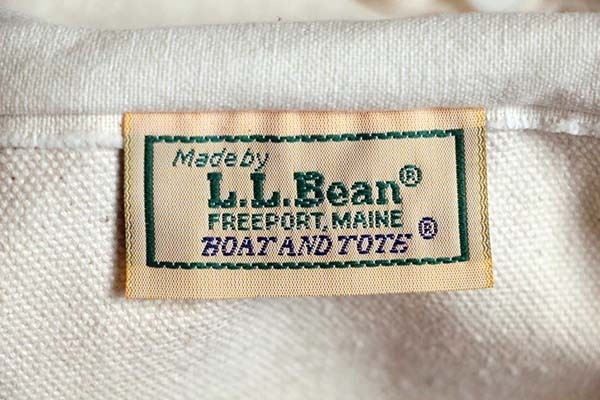 Made by
L.L.Bean®
FREEPORT, MAINE
BOAT AND TOTE ®